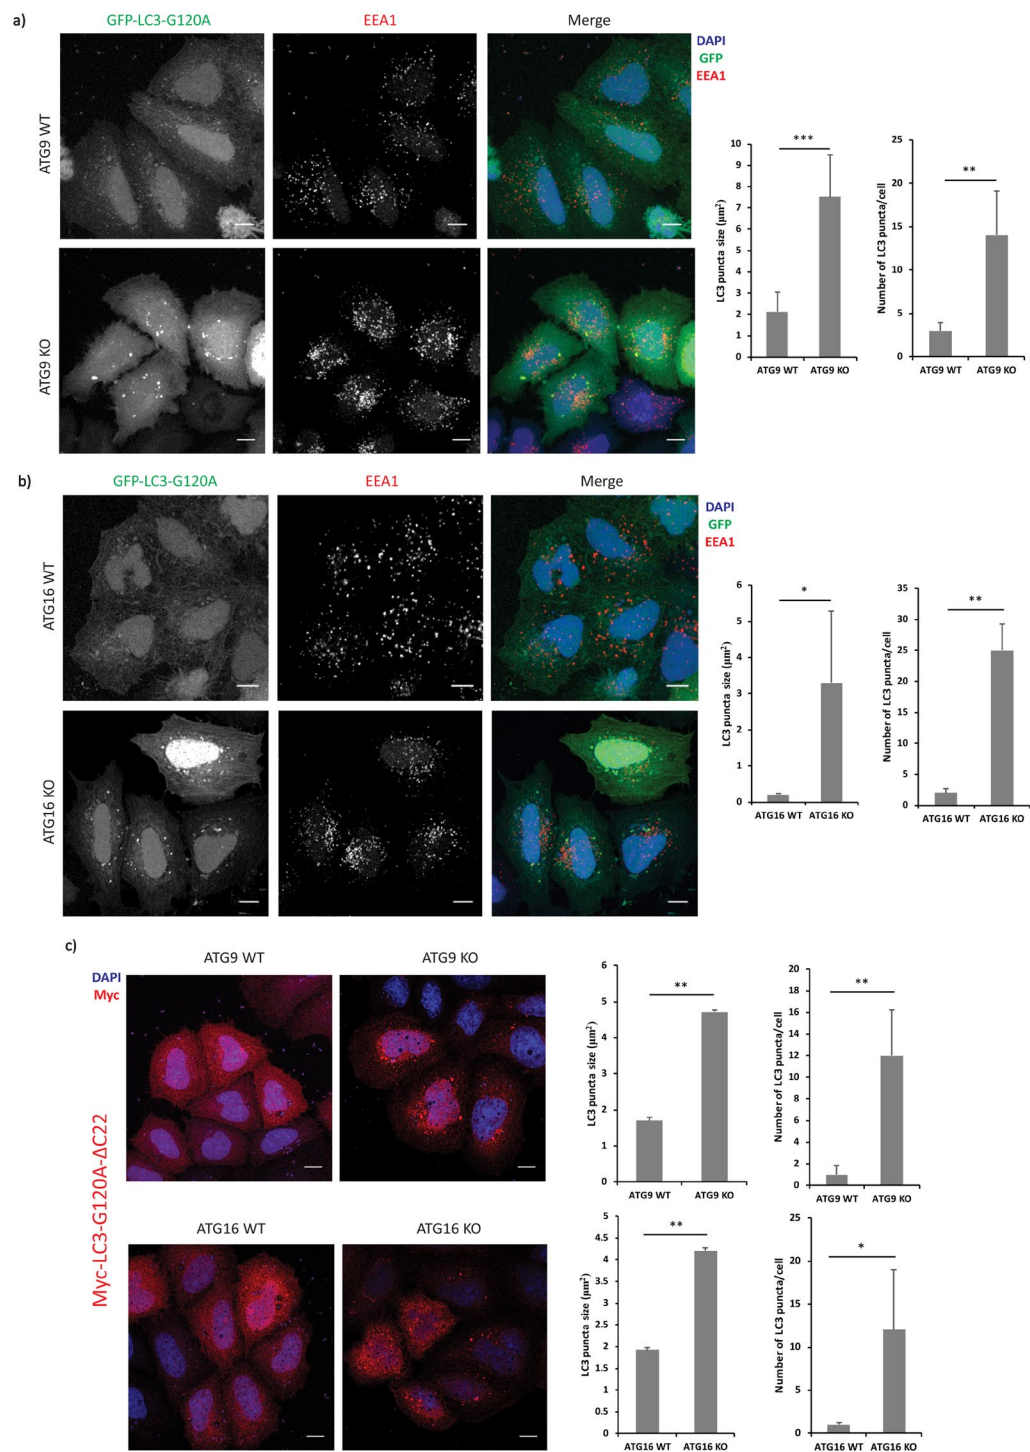 a)
GFP-LC3-G120A
EEA1
Merge
DAPI
GFP
EEA1
ATG9 WT
ATG9 KO
LC3 puncta size (μm²)
10
9
8
7
6
5
4
3
2
1
0
***
ATG9 WT
ATG9 KO
Number of LC3 puncta/cell
25
20
15
10
5
0
**
ATG9 WT
ATG9 KO
b)
GFP-LC3-G120A
EEA1
Merge
DAPI
GFP
EEA1
ATG16 WT
ATG16 KO
LC3 puncta size (μm²)
6
5
4
3
2
1
0
*
ATG16 WT
ATG16 KO
Number of LC3 puncta/cell
35
30
25
20
15
10
5
0
**
ATG16 WT
ATG16 KO
c)
ATG9 WT
ATG9 KO
DAPI
Myc
Myc-LC3-G120A-ΔC22
LC3 puncta size (μm²)
6
5
4
3
2
1
0
**
ATG9 WT
ATG9 KO
Number of LC3 puncta/cell
20
18
16
14
12
10
8
6
4
2
0
**
ATG9 WT
ATG9 KO
ATG16 WT
ATG16 KO
LC3 puncta size (μm²)
5
4.5
4
3.5
3
2.5
2
1.5
1
0.5
0
**
ATG16 WT
ATG16 KO
Number of LC3 puncta/cell
25
20
15
10
5
0
*
ATG16 WT
ATG16 KO